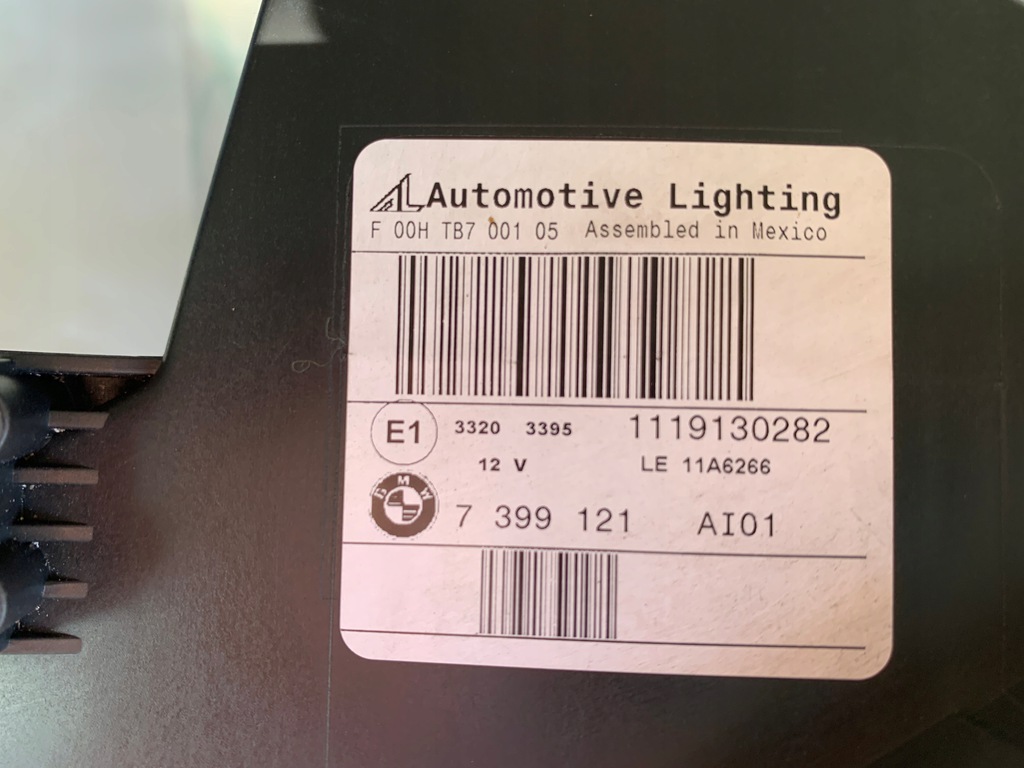 AL Automotive Lighting
F 00H TB7 001 05 Assembled in Mexico
E1 3320 3395 1119130282
12 V LE 11A6266
BMW 7 399 121 AI01